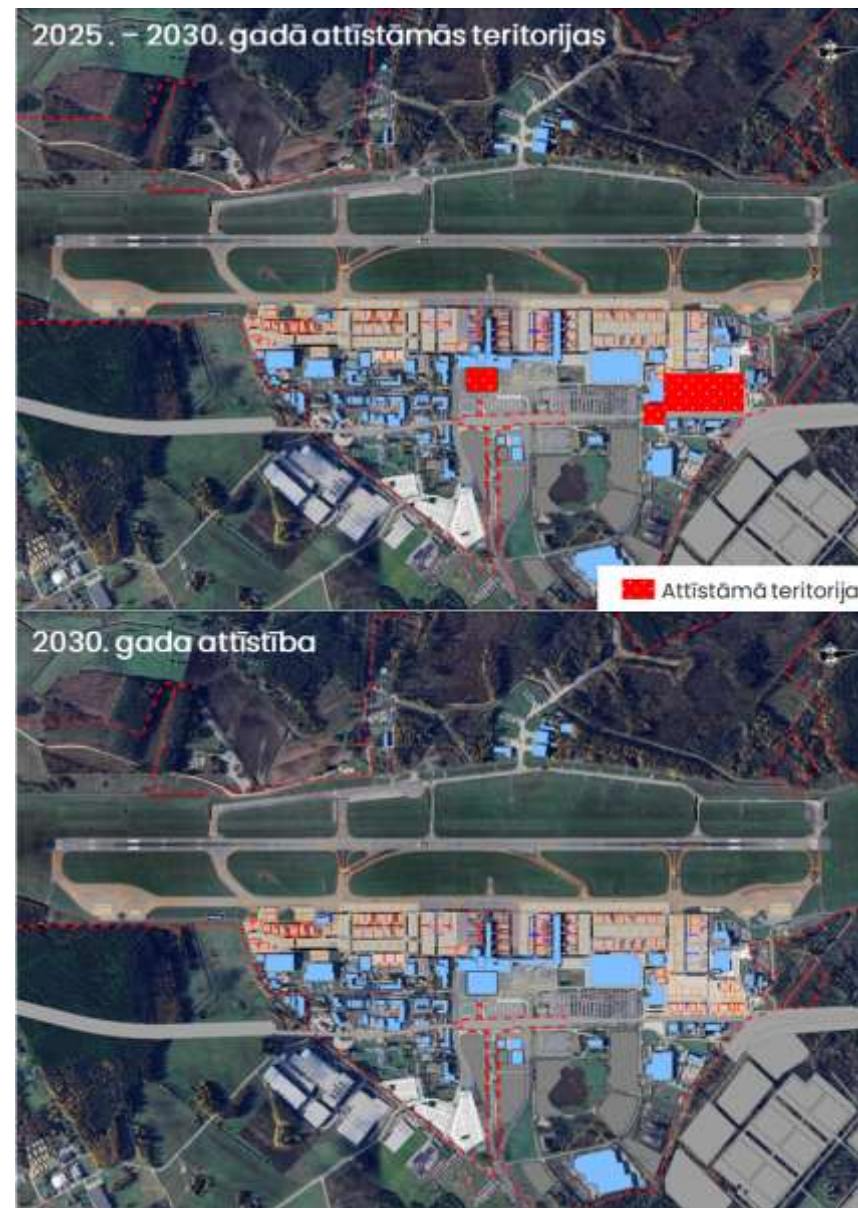 2025. – 2030. gadā attīstāmās teritorijas
Attīstāmā teritorija
2030. gada attīstība